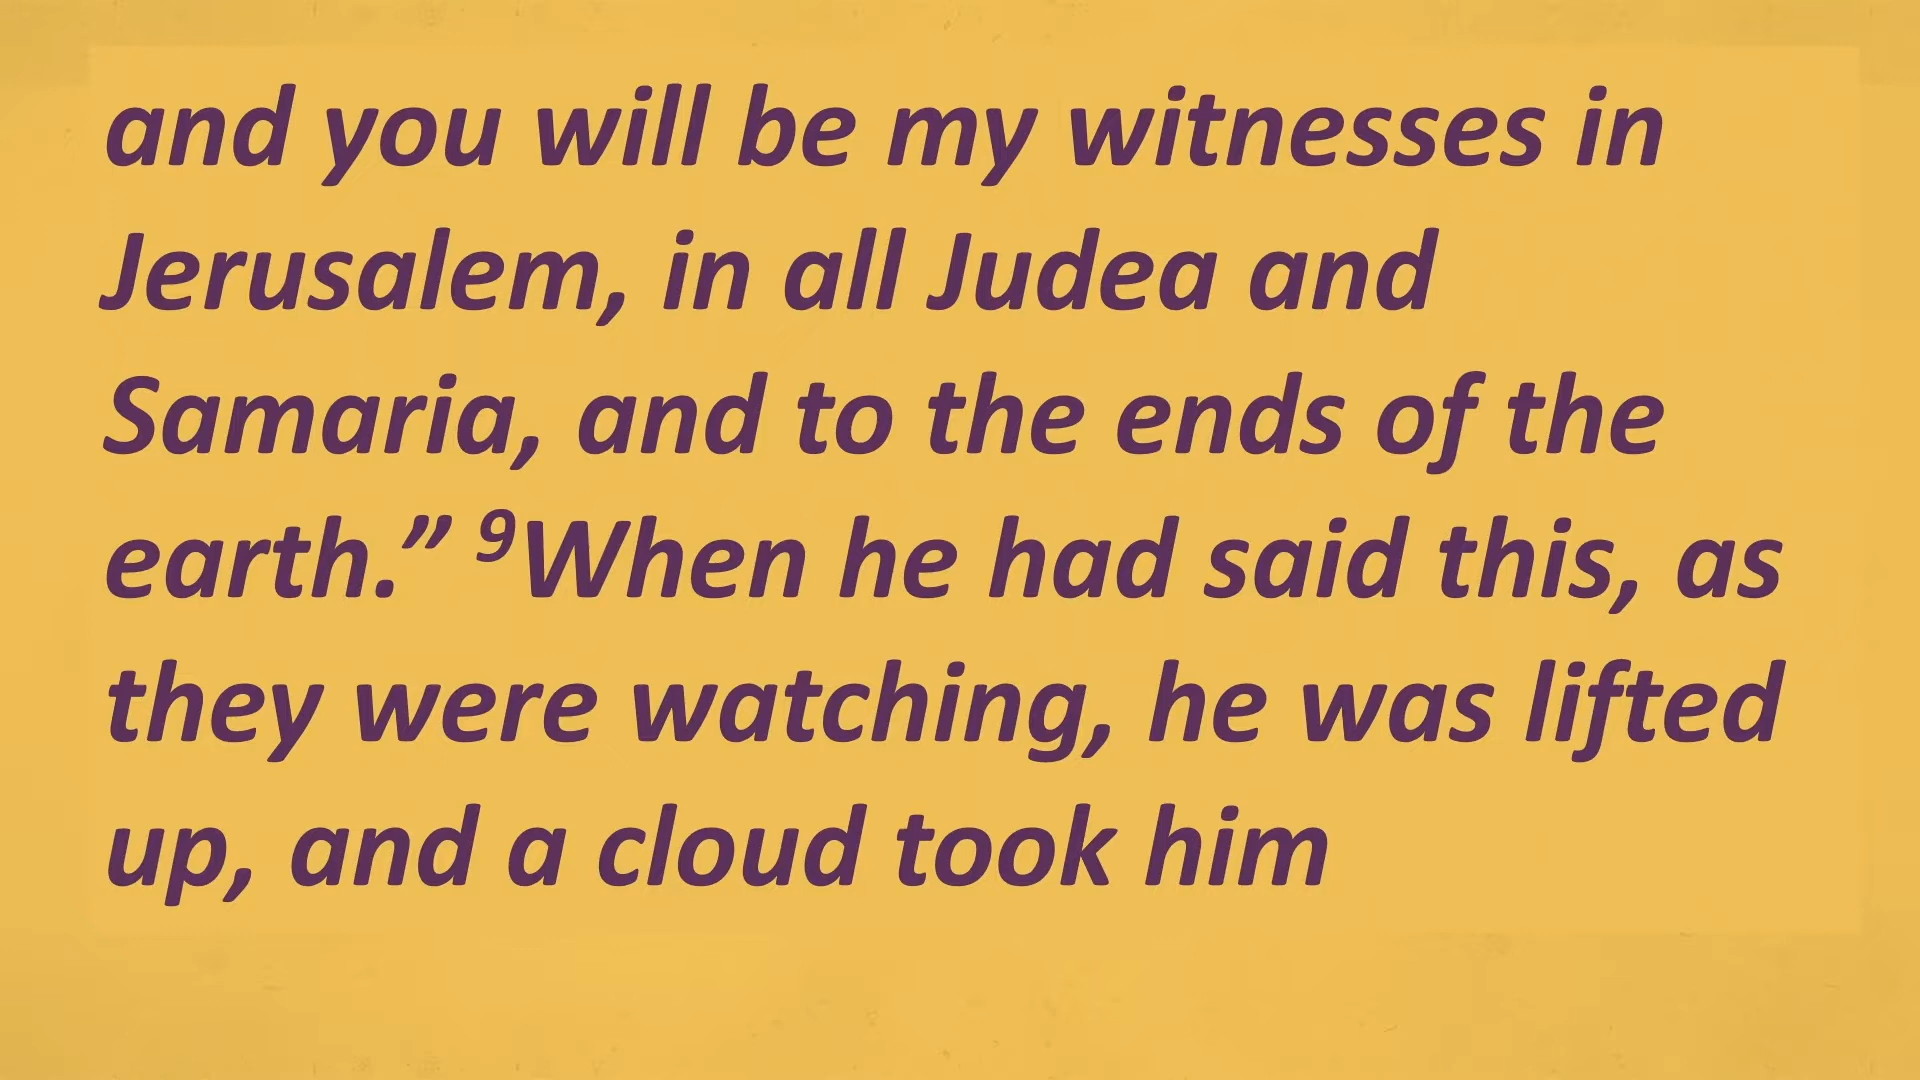 and you will be my witnesses in
Jerusalem, in all Judea and
Samaria, and to the ends of the
earth.” ⁹When he had said this, as
they were watching, he was lifted
up, and a cloud took him